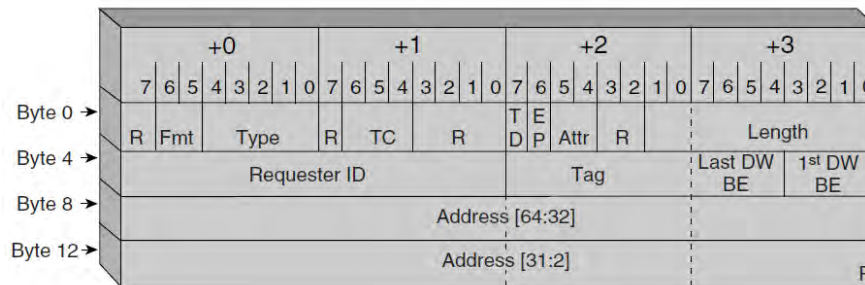 +0 +1 +2 +3
7 6 5 4 3 2 1 0 7 6 5 4 3 2 1 0 7 6 5 4 3 2 1 0 7 6 5 4 3 2 1 0
Byte 0 R Fmt Type R TC R TD EP Attr R Length
Byte 4 Requester ID Tag Last DW BE 1st DW BE
Byte 8 Address [64:32]
Byte 12 Address [31:2]